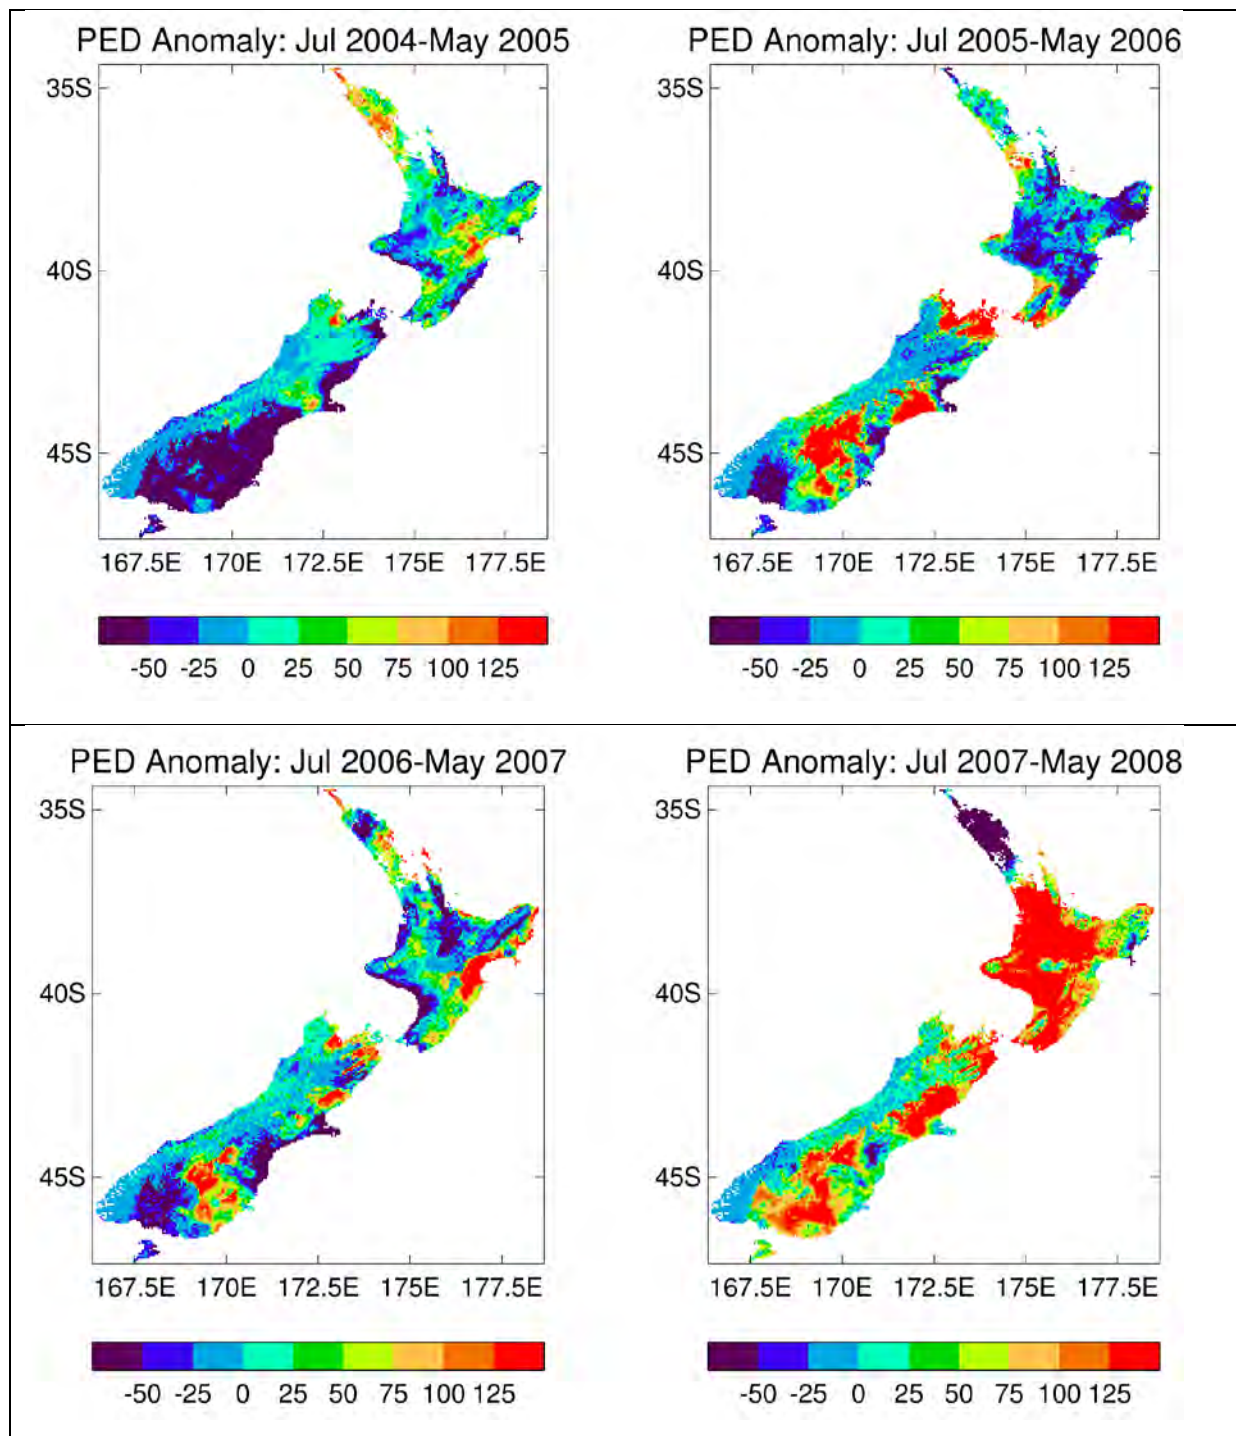 PED Anomaly: Jul 2004-May 2005
35S
40S
45S
167.5E 170E 172.5E 175E 177.5E
-50 -25 0 25 50 75 100 125
PED Anomaly: Jul 2005-May 2006
35S
40S
45S
167.5E 170E 172.5E 175E 177.5E
-50 -25 0 25 50 75 100 125
PED Anomaly: Jul 2006-May 2007
35S
40S
45S
167.5E 170E 172.5E 175E 177.5E
-50 -25 0 25 50 75 100 125
PED Anomaly: Jul 2007-May 2008
35S
40S
45S
167.5E 170E 172.5E 175E 177.5E
-50 -25 0 25 50 75 100 125